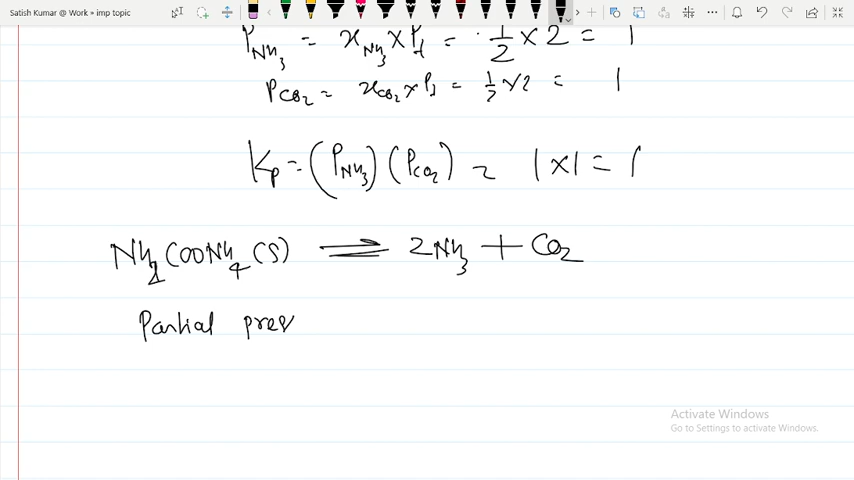 Satish Kumar @ Work » imp topic
P_NH₃ = x_NH₃ × P_t = · 1/2 × 2 = 1
P_CO₂ = x_CO₂ × P_t = 1/2 × 2 = 1
K_p = (P_NH₃) (P_CO₂) = 1 × 1 = 1
NH₂COONH₄(S) ⇌ 2NH₃ + CO₂
Partial pres
Activate Windows
Go to Settings to activate Windows.